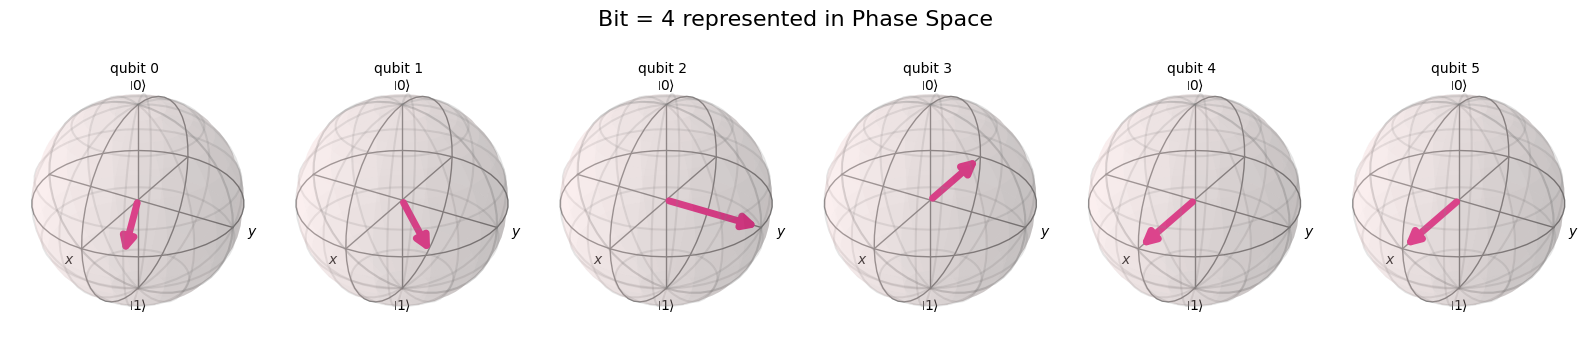 Bit = 4 represented in Phase Space
qubit 0 qubit 1 qubit 2 qubit 3 qubit 4 qubit 5
|0⟩ |0⟩ |0⟩ |0⟩ |0⟩ |0⟩
y y y y y y
x x x x x x
|1⟩ |1⟩ |1⟩ |1⟩ |1⟩ |1⟩